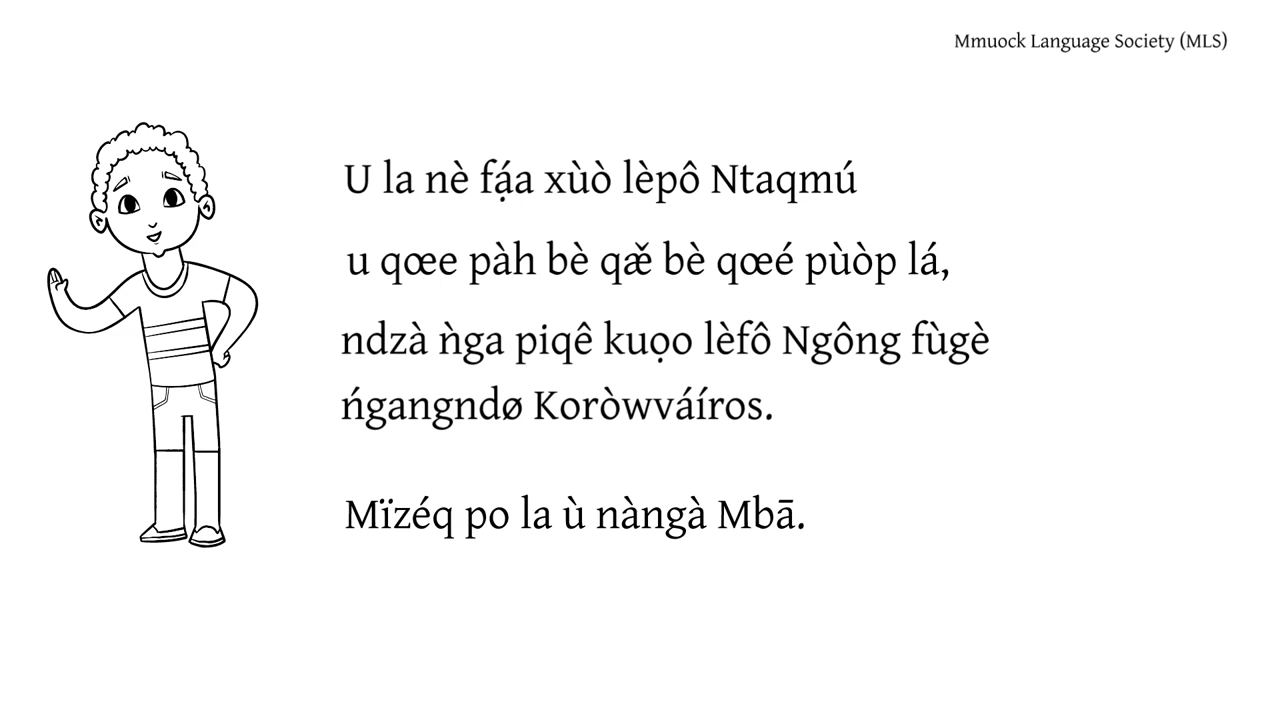 Mmuock Language Society (MLS)
U la nè fạ́a xùò lèpô Ntaqmú
u qœe pàh bè qæ̌ bè qœé pùòp lá,
ndzà ǹga piqê kuọo lèfô Ngông fùgè
ńgangndø Koròwváíros.
Mïzéq po la ù nàngà Mbā.